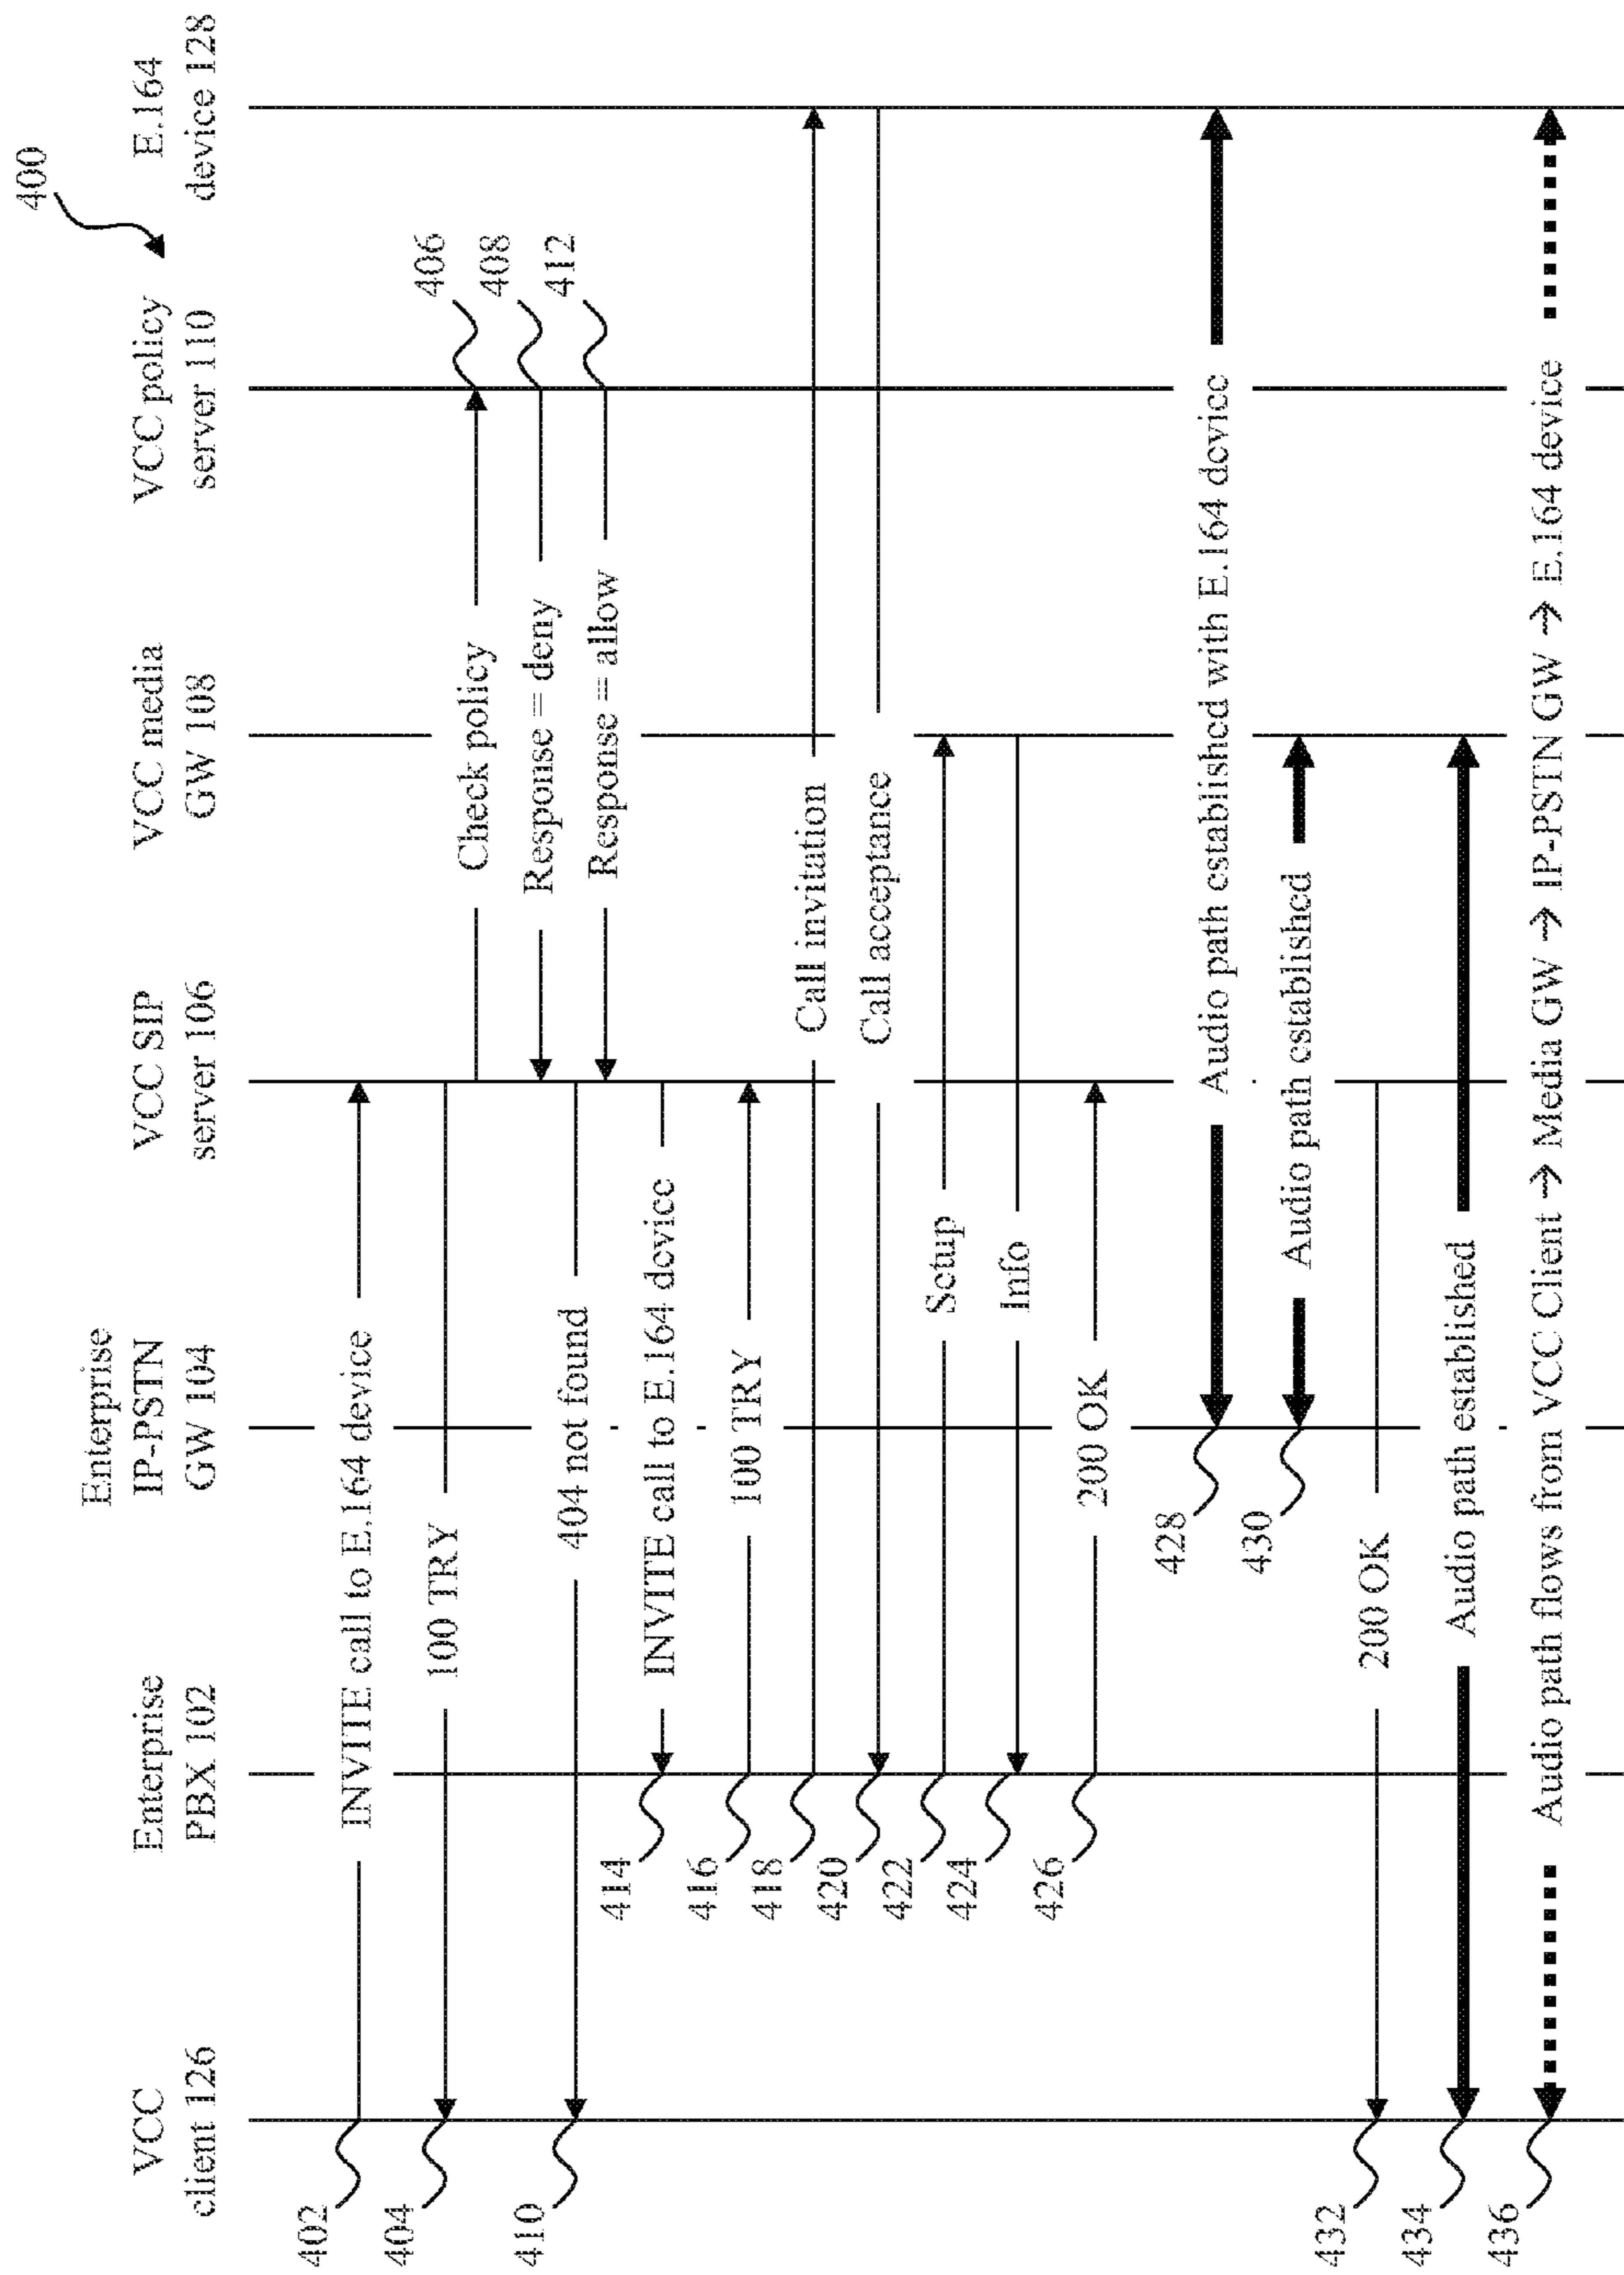 400
VCC
client 126
Enterprise
PBX 102
Enterprise
IP-PSTN
GW 104
VCC SIP
server 106
VCC media
GW 108
VCC policy
server 110
E.164
device 128
402
INVITE call to E.164 device
404
100 TRY
Check policy
406
Response = deny
408
410
404 not found
Response = allow
412
414
INVITE call to E.164 device
416
100 TRY
418
Call invitation
420
Call acceptance
422
Setup
424
Info
426
200 OK
428
Audio path established with E.164 device
430
Audio path established
432
200 OK
434
Audio path established
436
Audio path flows from VCC Client → Media GW → IP-PSTN GW → E.164 device